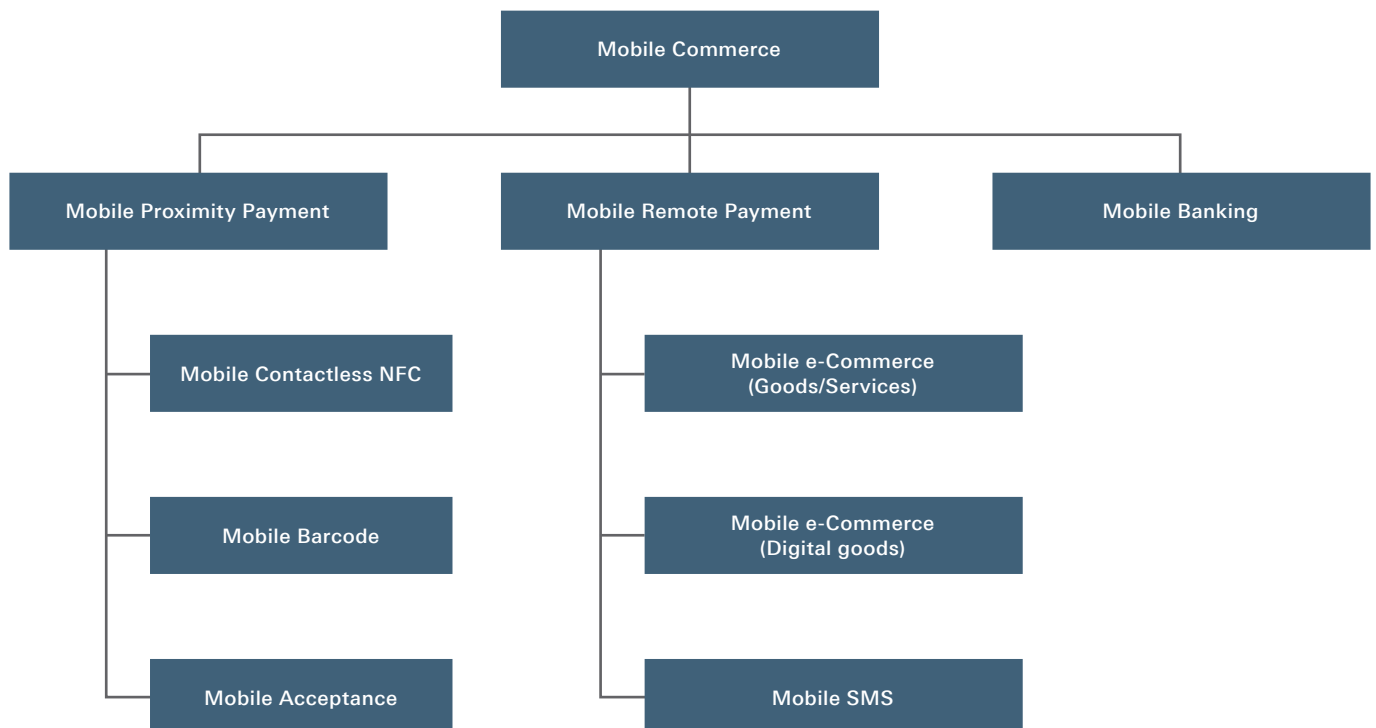 Mobile Commerce
Mobile Proximity Payment
Mobile Remote Payment
Mobile Banking
Mobile Contactless NFC
Mobile e-Commerce
(Goods/Services)
Mobile Barcode
Mobile e-Commerce
(Digital goods)
Mobile Acceptance
Mobile SMS